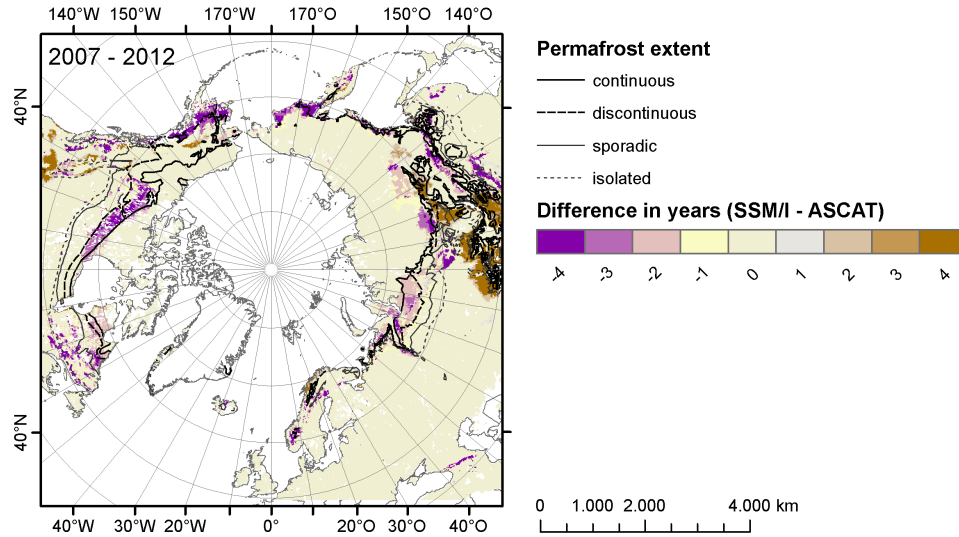 140°W 150°W 170°W 170°O 150°O 140°O
2007 - 2012
40°N
40°N
40°W 30°W 20°W 0° 20°O 30°O 40°O
Permafrost extent
continuous
discontinuous
sporadic
isolated
Difference in years (SSM/I - ASCAT)
-4 -3 -2 -1 0 1 2 3 4
0 1.000 2.000 4.000 km